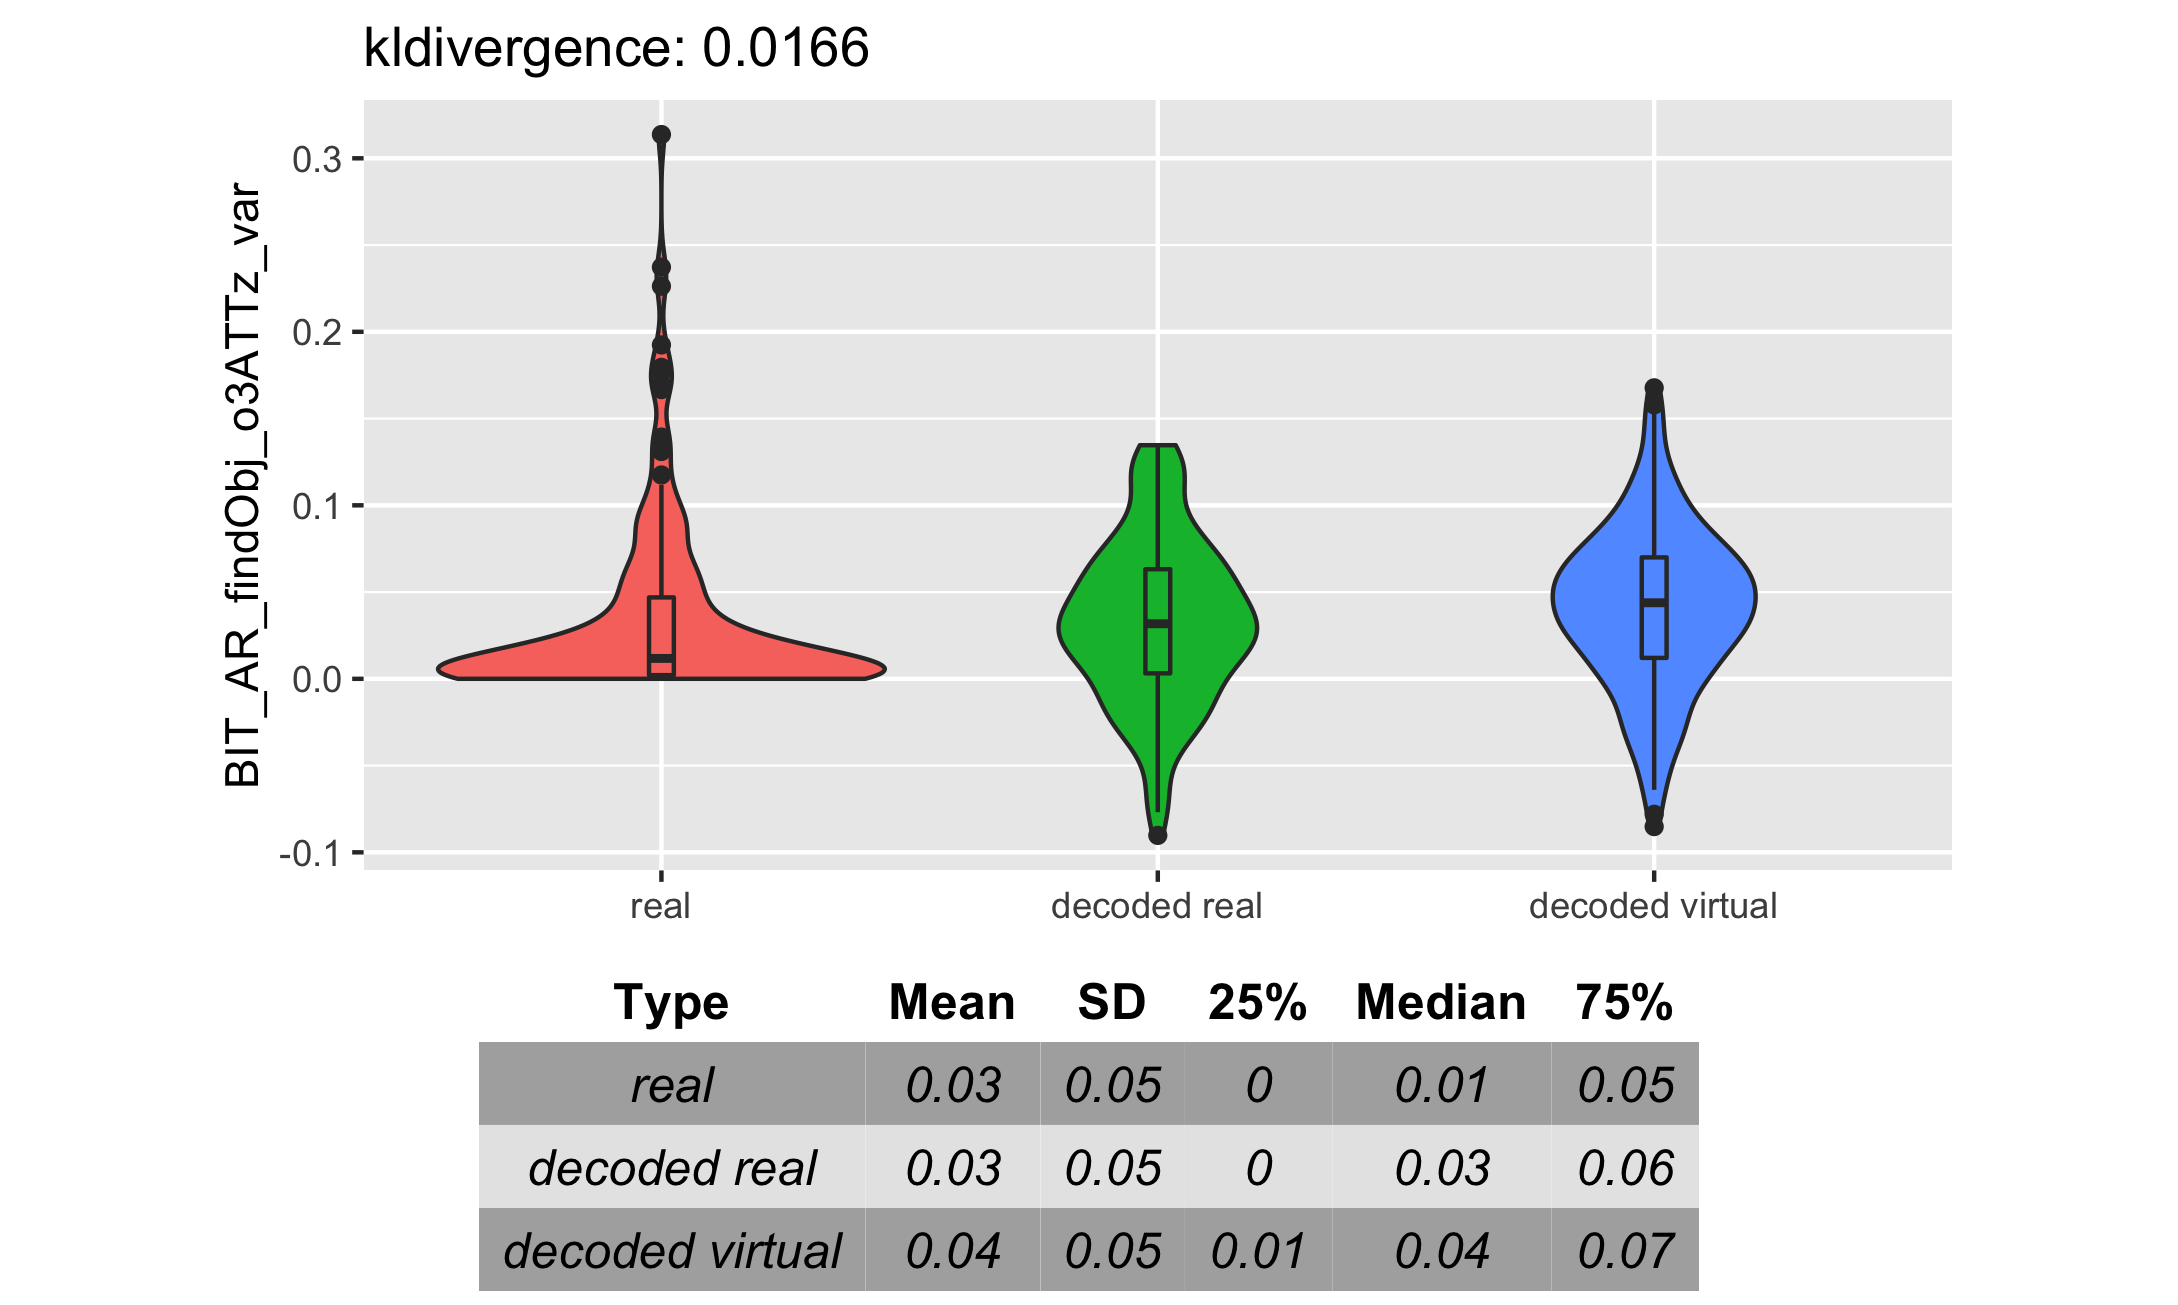 kldivergence: 0.0166
BIT_AR_findObj_o3ATTz_var
0.3
0.2
0.1
0.0
-0.1
real decoded real decoded virtual
Type Mean SD 25% Median 75%
real 0.03 0.05 0 0.01 0.05
decoded real 0.03 0.05 0 0.03 0.06
decoded virtual 0.04 0.05 0.01 0.04 0.07